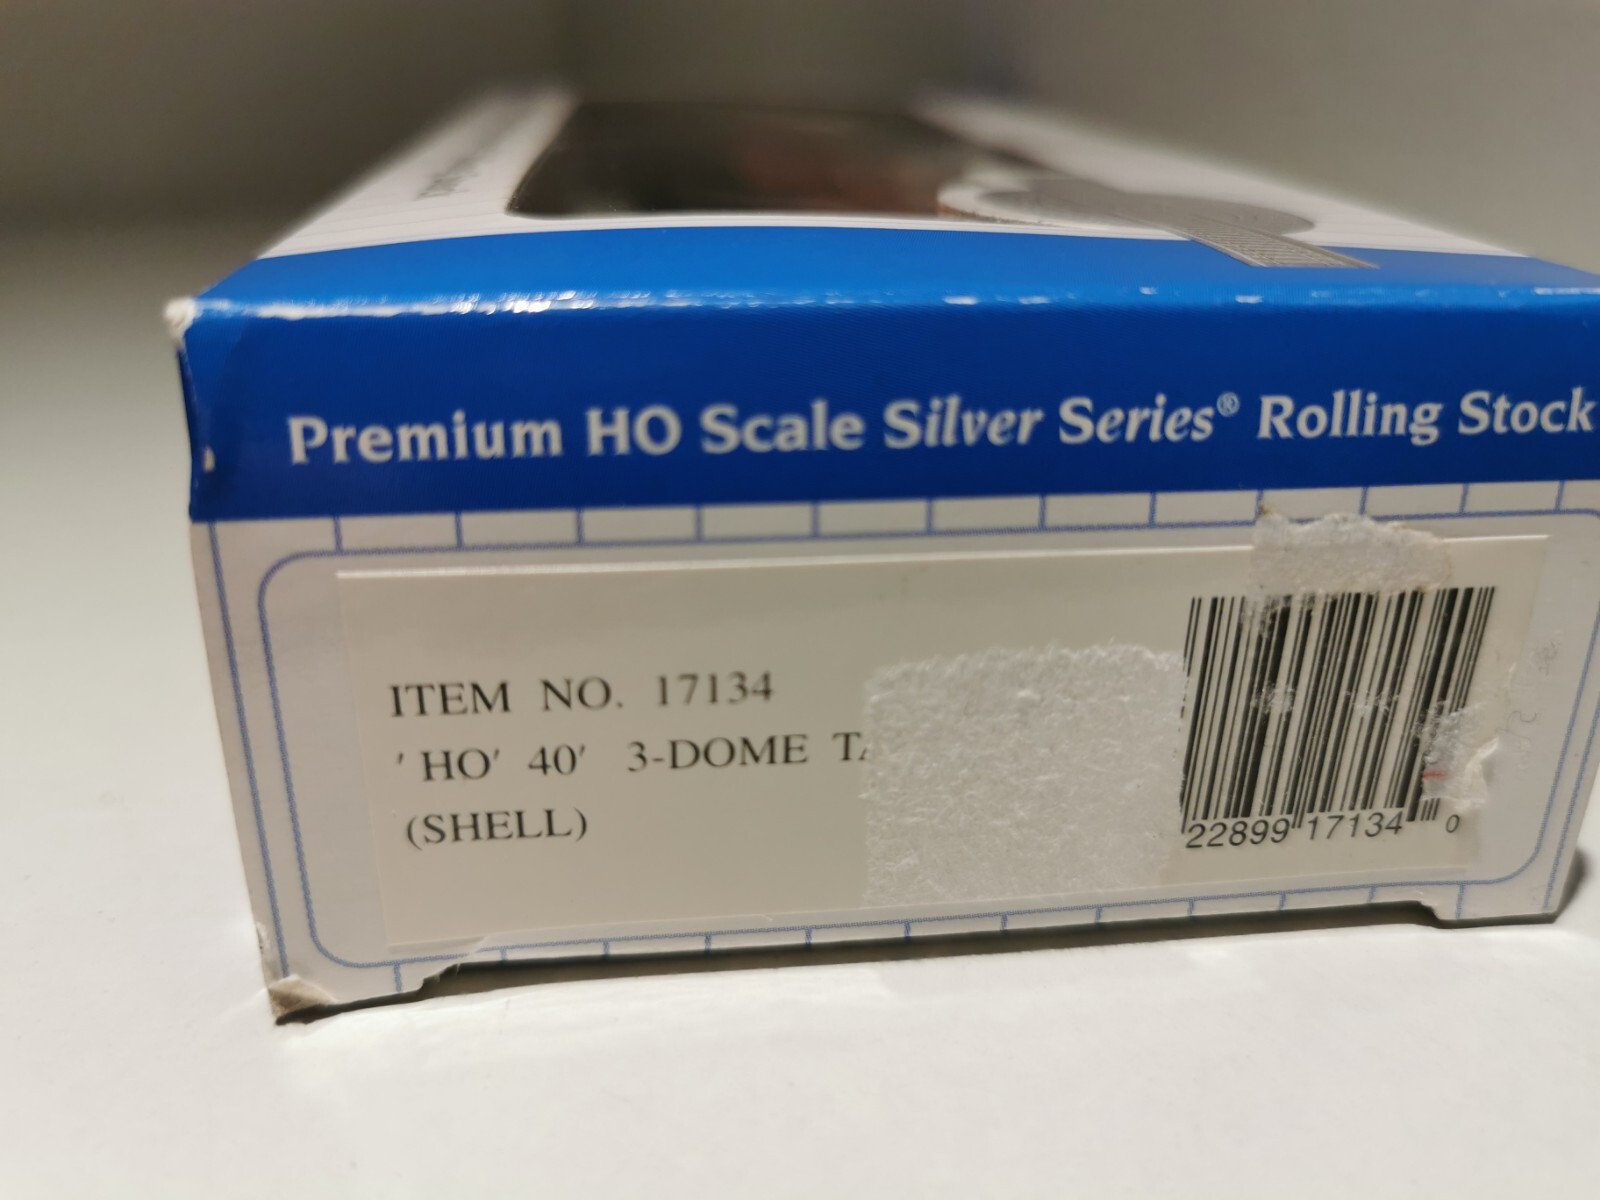 Premium HO Scale Silver Series® Rolling Stock
ITEM NO. 17134
'HO' 40' 3-DOME
(SHELL)
22899 17134 0